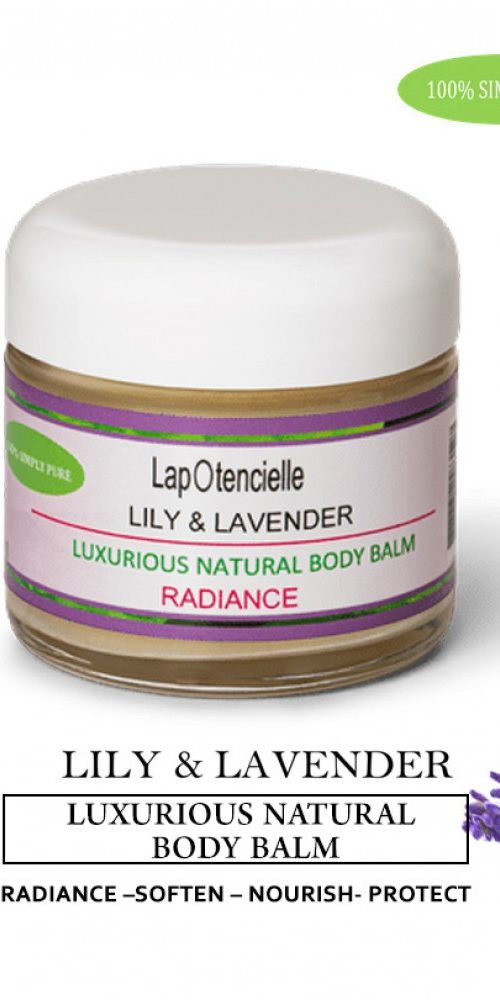 100%
100% SIMPLY PURE
LapOtencielle
LILY & LAVENDER
LUXURIOUS NATURAL BODY BALM
RADIANCE
LILY & LAVENDER
LUXURIOUS NATURAL
BODY BALM
RADIANCE –SOFTEN – NOURISH- PROTECT